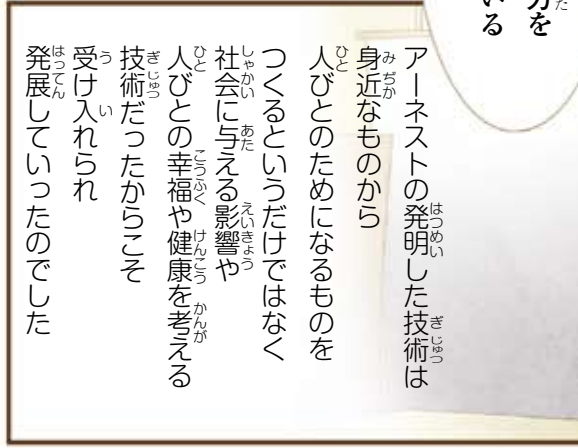 力を
いる
アーネストの発明した技術は
身近なものから
人びとのためになるものを
つくるというだけではなく
社会に与える影響や
人びとの幸福や健康を考える
技術だったからこそ
受け入れられ
発展していったのでした